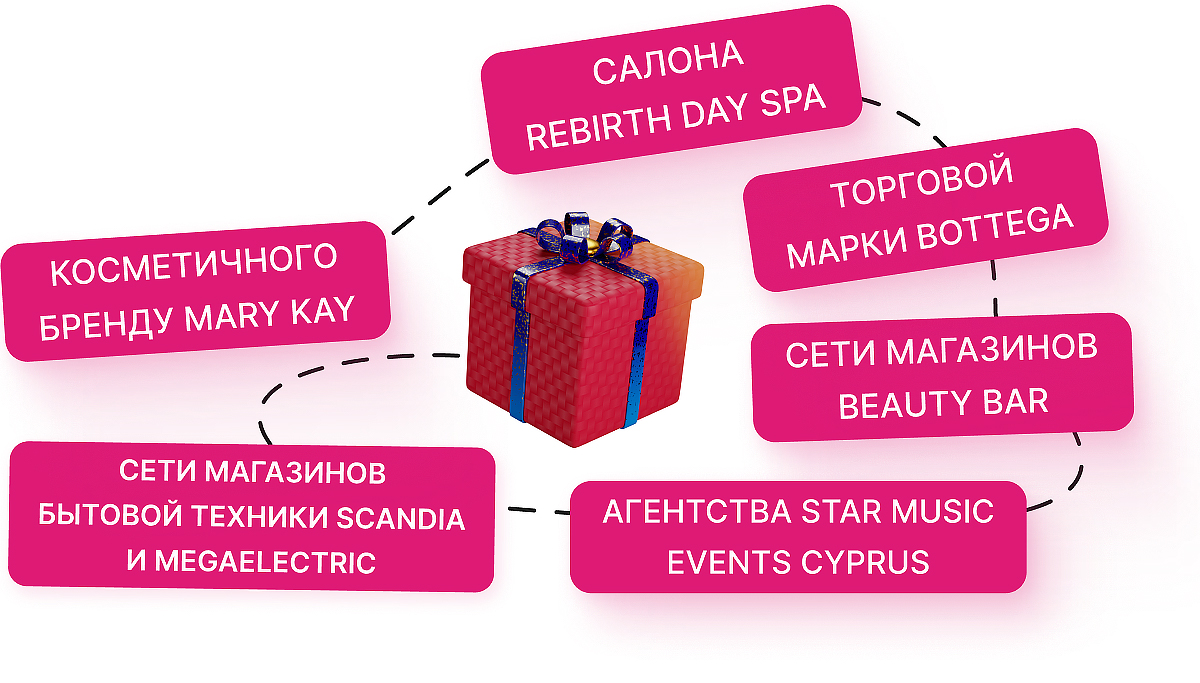 САЛОНА
REBIRTH DAY SPA
ТОРГОВОЙ
МАРКИ BOTTEGA
КОСМЕТИЧНОГО
БРЕНДУ MARY KAY
СЕТИ МАГАЗИНОВ
BEAUTY BAR
СЕТИ МАГАЗИНОВ
БЫТОВОЙ ТЕХНИКИ SCANDIA
И MEGAELECTRIC
АГЕНТСТВА STAR MUSIC
EVENTS CYPRUS